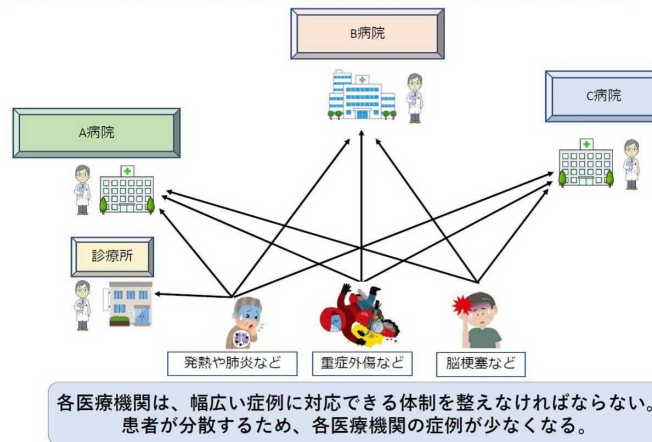 B病院
C病院
A病院
診療所
発熱や肺炎など
重症外傷など
脳梗塞など
各医療機関は、幅広い症例に対応できる体制を整えなければならない。
患者が分散するため、各医療機関の症例が少なくなる。